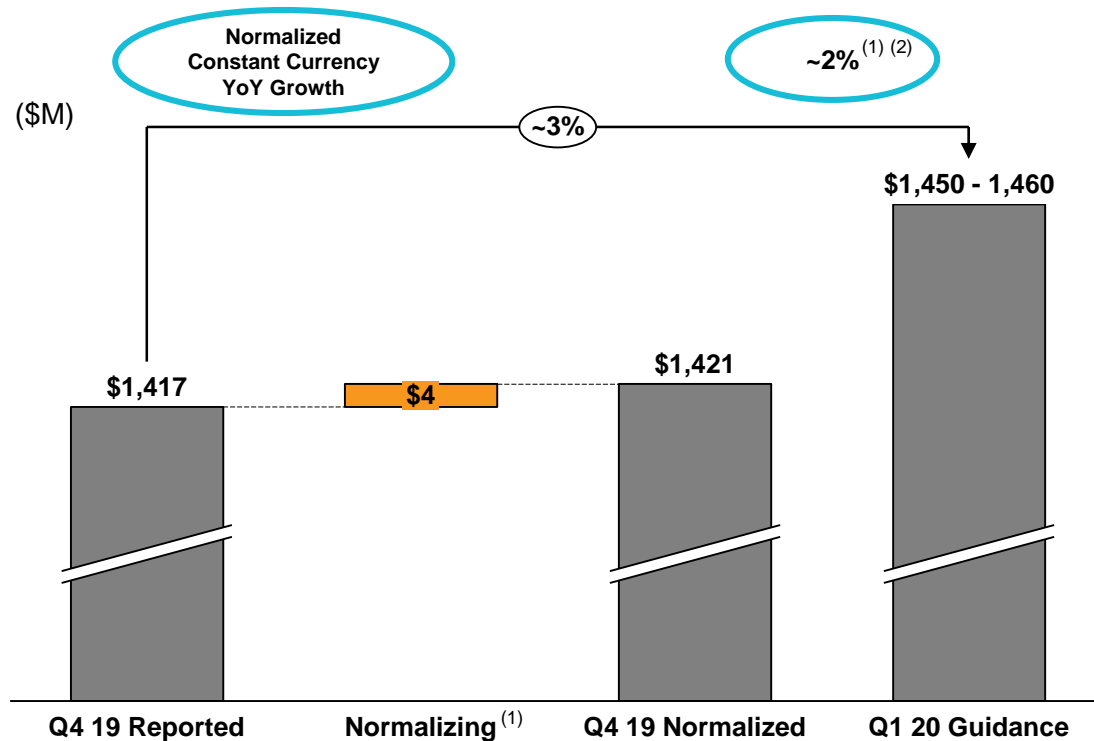 Normalized
Constant Currency
YoY Growth
~2% (1) (2)
($M)
~3%
$1,450 - 1,460
$1,417
$4
$1,421
Q4 19 Reported
Normalizing (1)
Q4 19 Normalized
Q1 20 Guidance